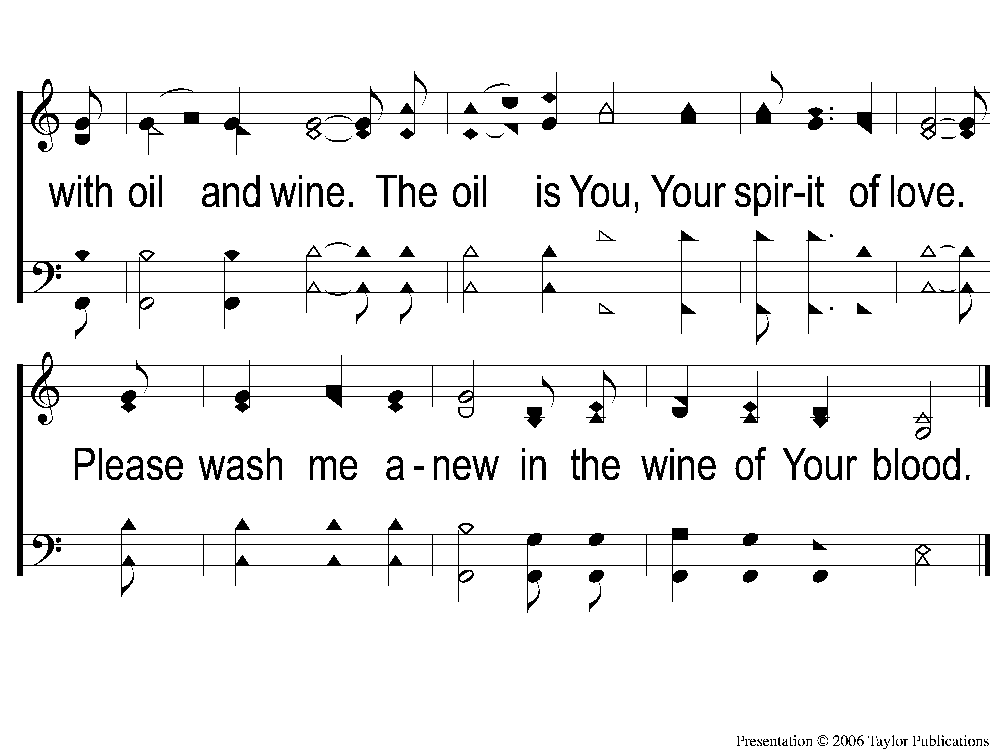 with oil and wine. The oil is You, Your spir-it of love.
Please wash me a - new in the wine of Your blood.
Presentation © 2006 Taylor Publications